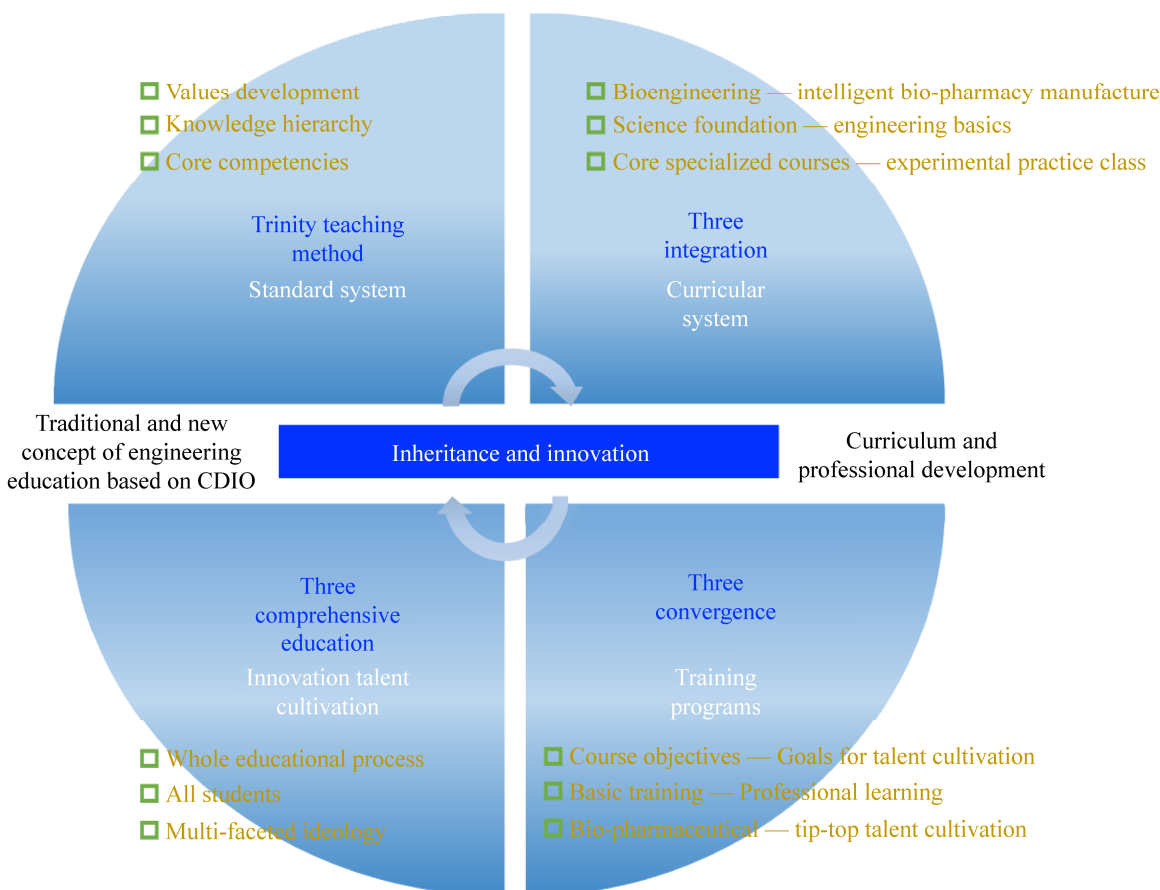 Values development
Knowledge hierarchy
Core competencies
Trinity teaching
method
Standard system
Bioengineering — intelligent bio-pharmacy manufacture
Science foundation — engineering basics
Core specialized courses — experimental practice class
Three
integration
Curricular
system
Traditional and new
concept of engineering
education based on CDIO
Inheritance and innovation
Curriculum and
professional development
Three
comprehensive
education
Innovation talent
cultivation
Whole educational process
All students
Multi-faceted ideology
Three
convergence
Training
programs
Course objectives — Goals for talent cultivation
Basic training — Professional learning
Bio-pharmaceutical — tip-top talent cultivation